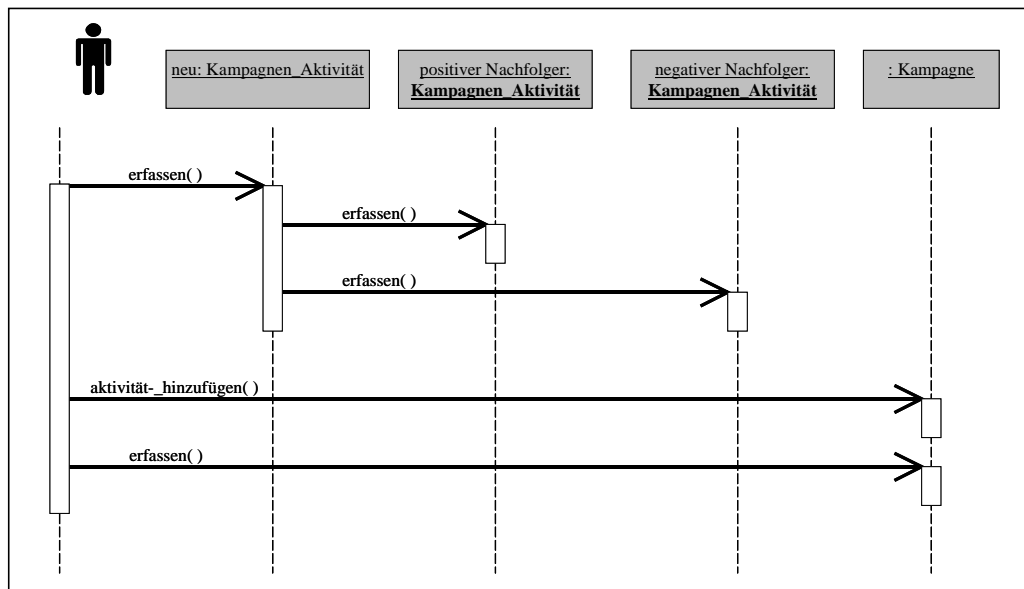 neu: Kampagnen_Aktivität
positiver Nachfolger:
Kampagnen_Aktivität
negativer Nachfolger:
Kampagnen_Aktivität
: Kampagne
erfassen( )
erfassen( )
erfassen( )
aktivität-_hinzufügen( )
erfassen( )